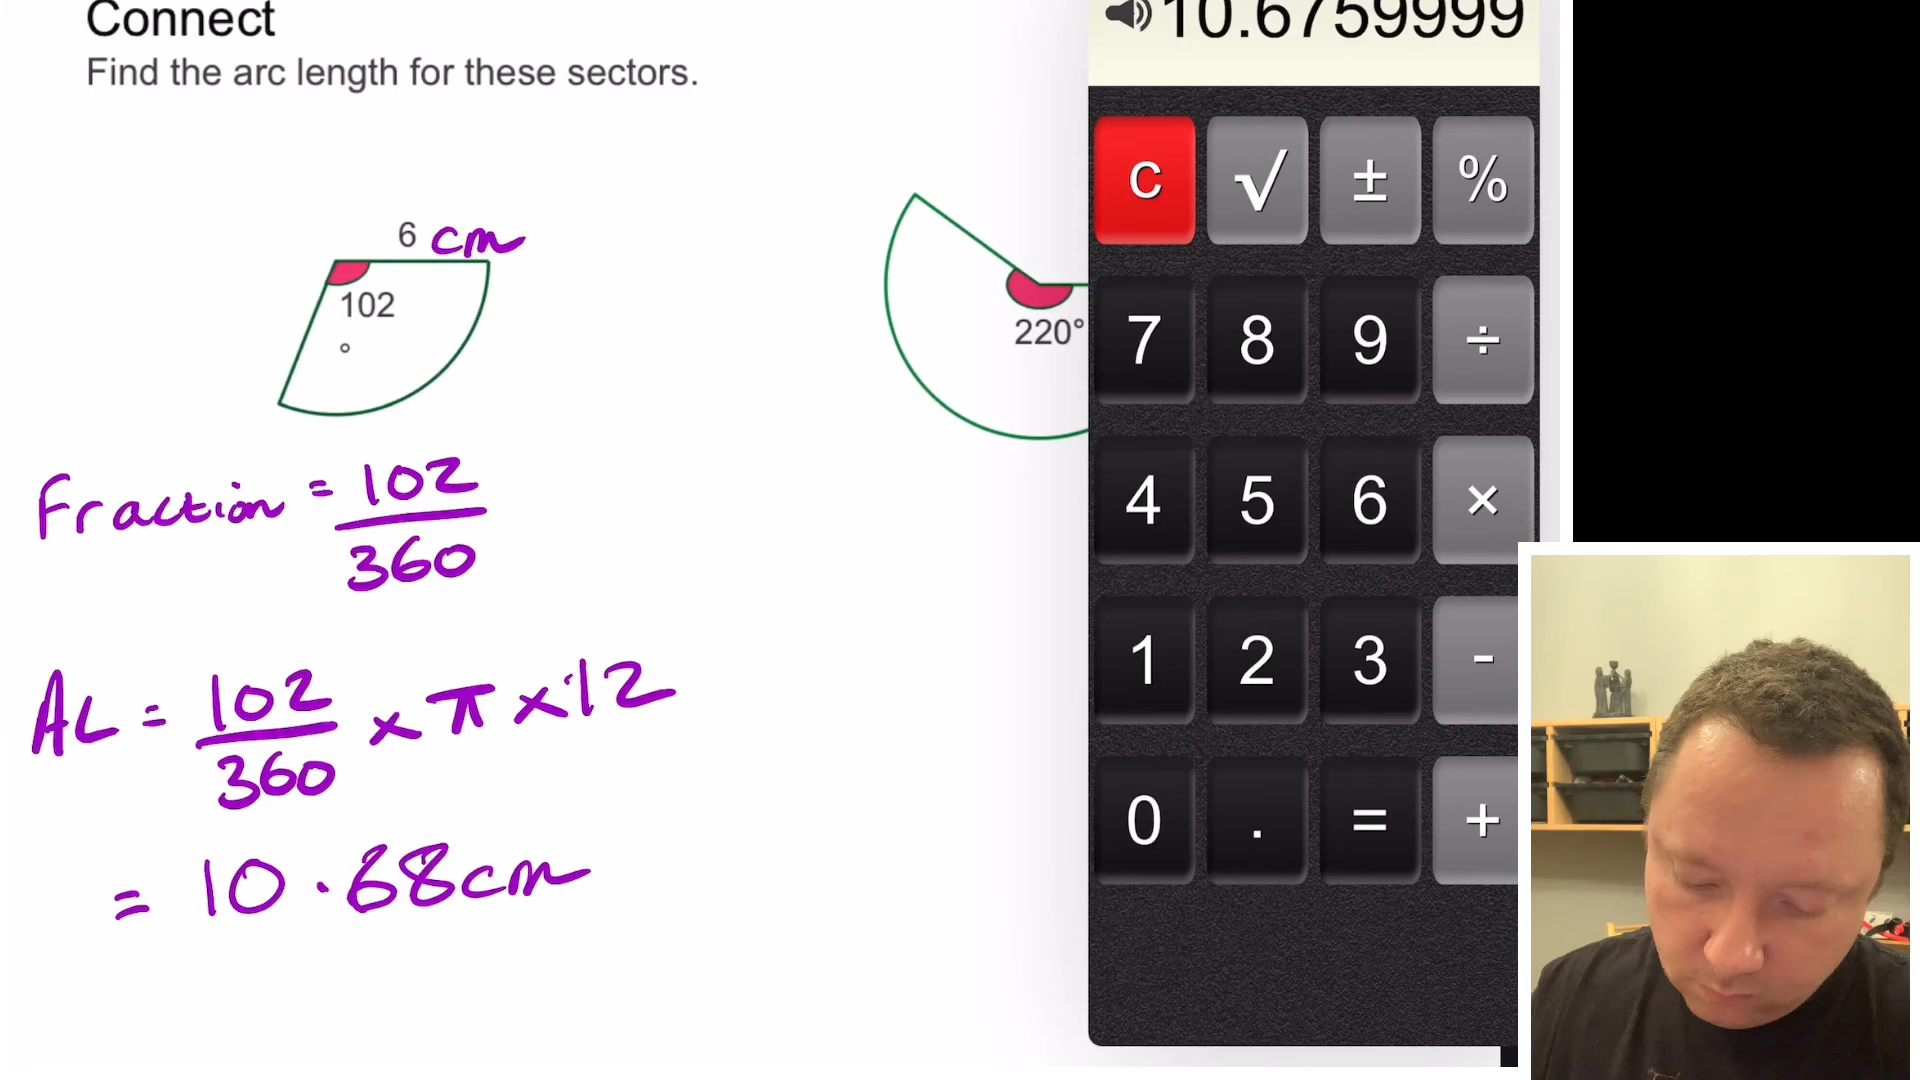 Connect
Find the arc length for these sectors.
6 cm
102
°
220°
Fraction = 102/360
AL = 102/360 × π × 12
= 10.68cm
10.6759999
C √ ± %
7 8 9 ÷
4 5 6 ×
1 2 3 -
0 . = +